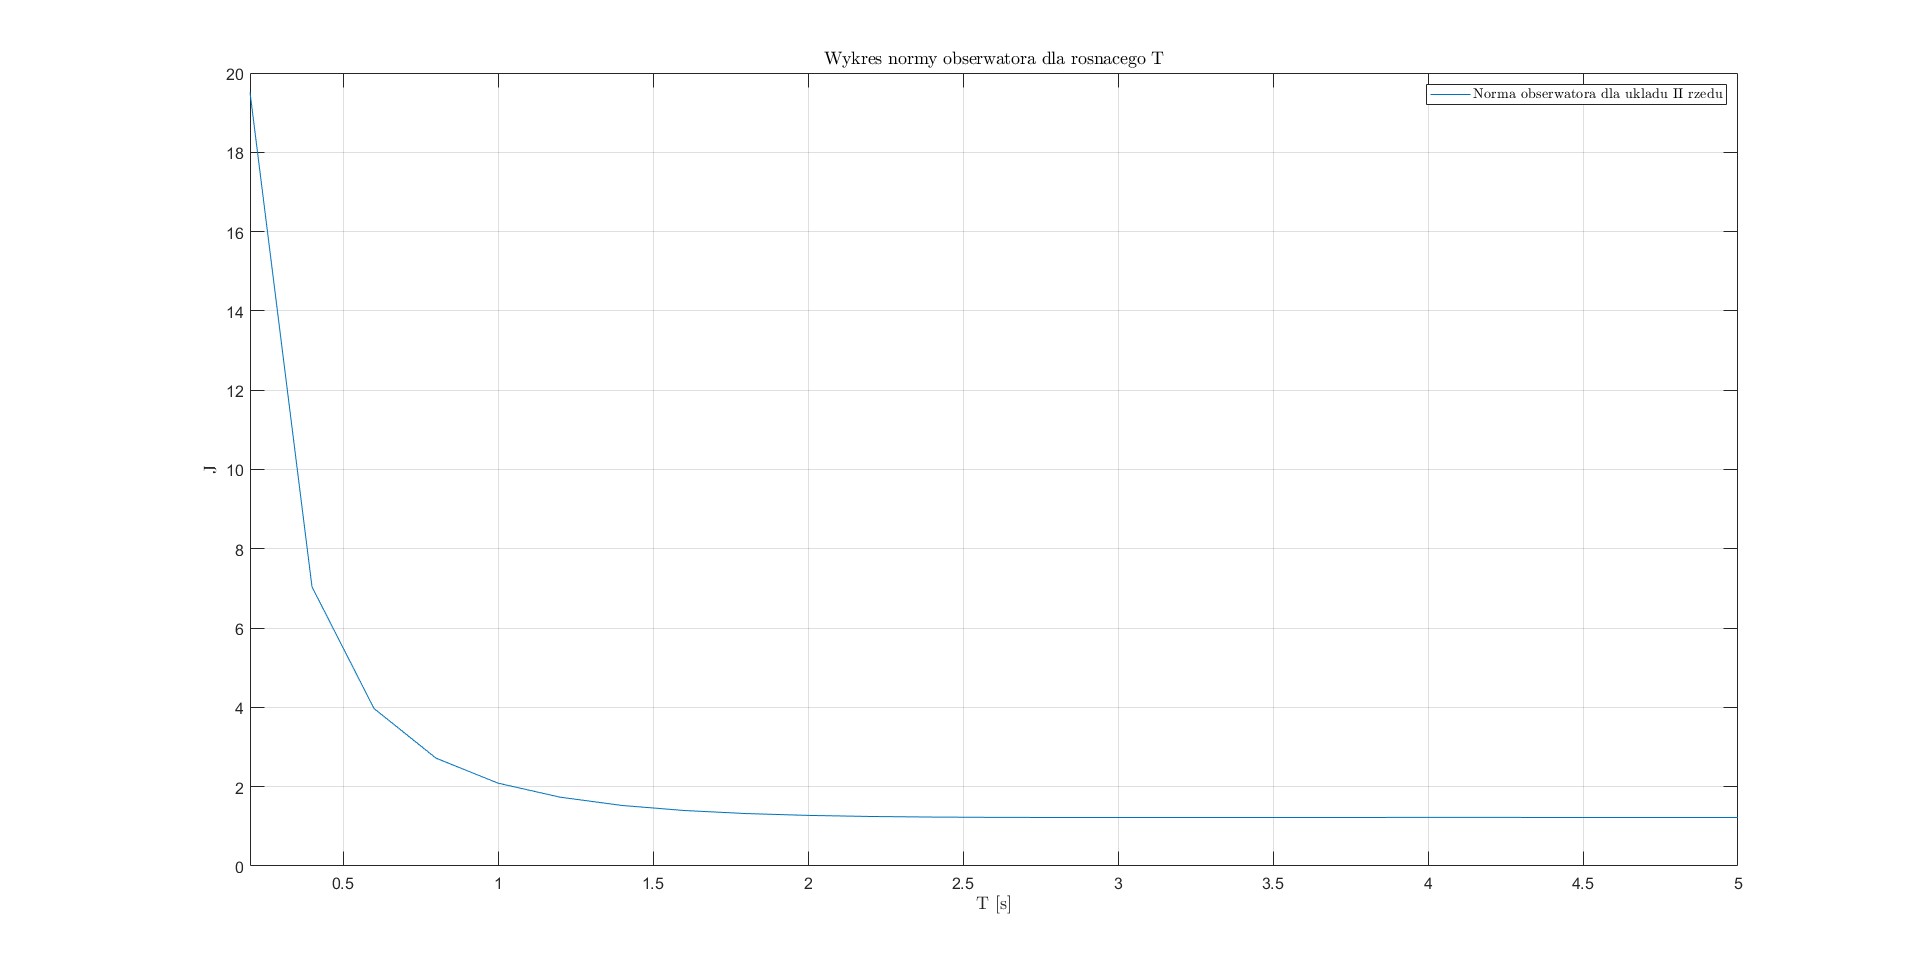 Wykres normy obserwatora dla rosnacego T
Norma obserwatora dla ukladu II rzedu
20
18
16
14
12
10
8
6
4
2
0
J
0.5 1 1.5 2 2.5 3 3.5 4 4.5 5
T [s]